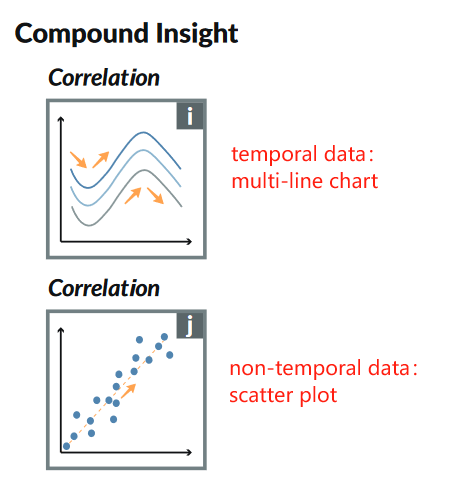 Compound Insight
Correlation
i
temporal data：
multi-line chart
Correlation
j
non-temporal data：
scatter plot